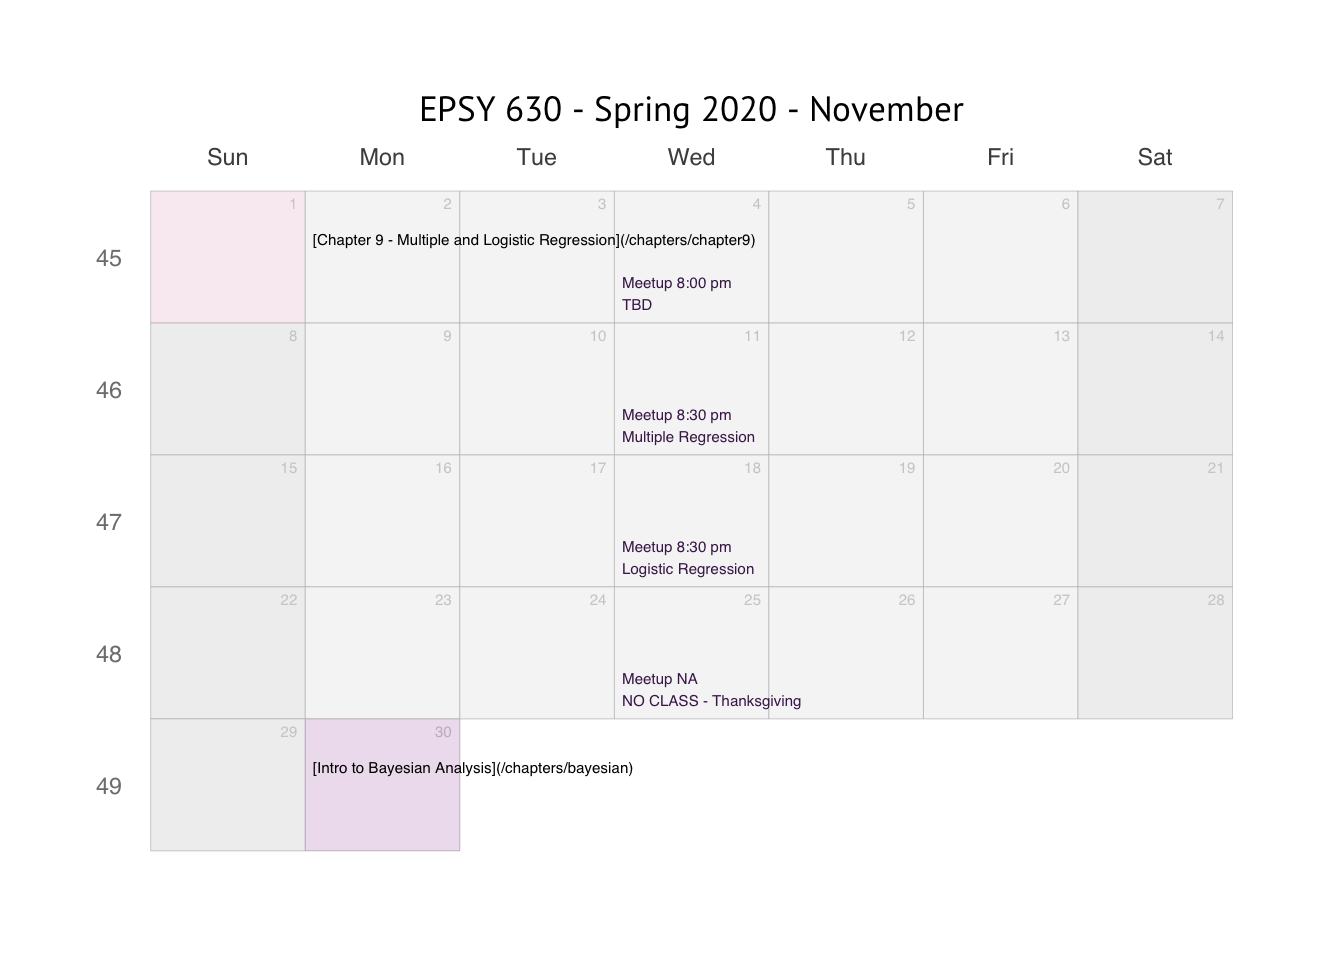 EPSY 630 - Spring 2020 - November
Sun Mon Tue Wed Thu Fri Sat
1 2 3 4 5 6 7
[Chapter 9 - Multiple and Logistic Regression](/chapters/chapter9)
45
Meetup 8:00 pm
TBD
8 9 10 11 12 13 14
46
Meetup 8:30 pm
Multiple Regression
15 16 17 18 19 20 21
47
Meetup 8:30 pm
Logistic Regression
22 23 24 25 26 27 28
48
Meetup NA
NO CLASS - Thanksgiving
29 30
[Intro to Bayesian Analysis](/chapters/bayesian)
49